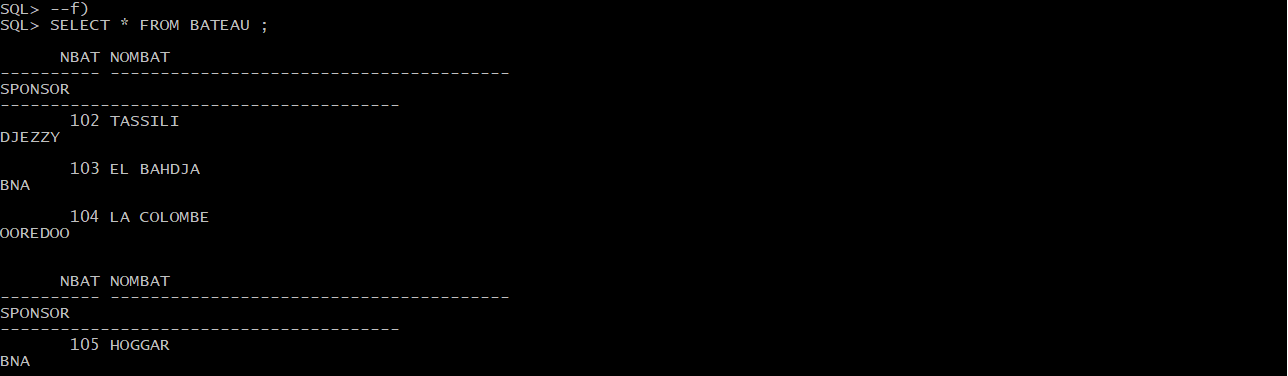 SQL> --f)
SQL> SELECT * FROM BATEAU ;
      NBAT NOMBAT
---------- ----------------------------------------
SPONSOR
----------------------------------------
       102 TASSILI
DJEZZY
       103 EL BAHDJA
BNA
       104 LA COLOMBE
OOREDOO
      NBAT NOMBAT
---------- ----------------------------------------
SPONSOR
----------------------------------------
       105 HOGGAR
BNA